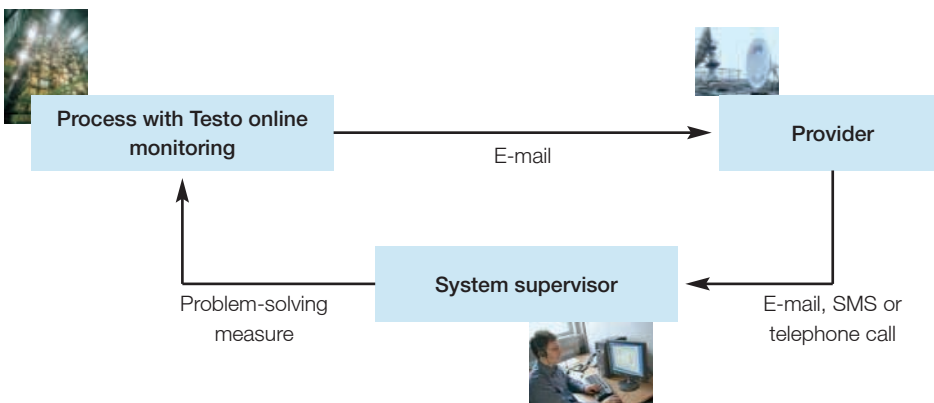 Process with Testo online
monitoring
E-mail
Provider
System supervisor
Problem-solving
measure
E-mail, SMS or
telephone call